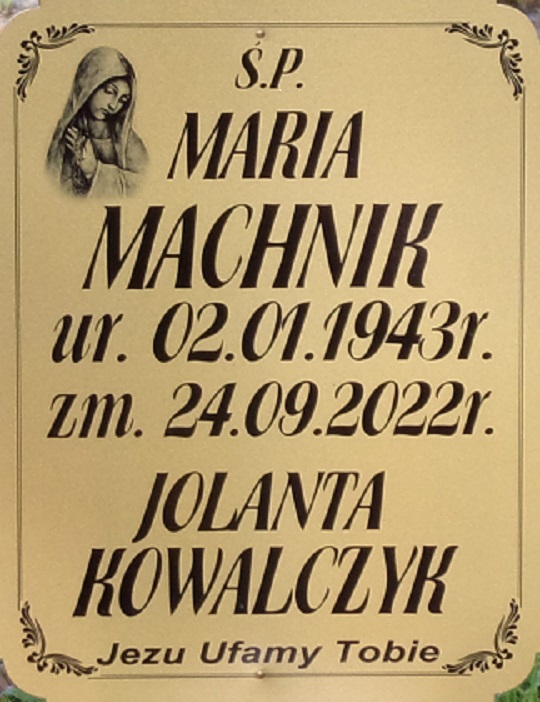 Ś.P.
MARIA
MACHNIK
ur. 02.01.1943r.
zm. 24.09.2022r.
JOLANTA
KOWALCZYK
Jezu Ufamy Tobie